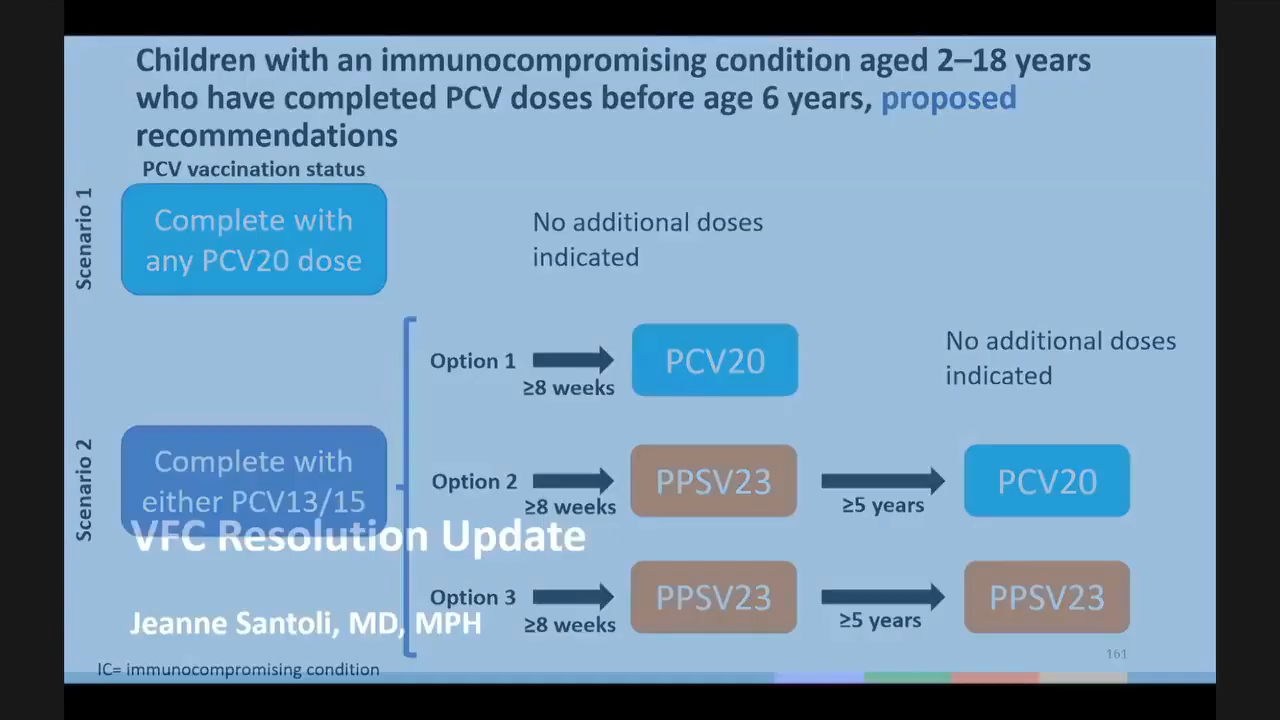 Children with an immunocompromising condition aged 2–18 years
who have completed PCV doses before age 6 years, proposed
recommendations
PCV vaccination status
Scenario 1
Complete with
any PCV20 dose
No additional doses
indicated
Scenario 2
Complete with
either PCV13/15
Option 1
≥8 weeks
PCV20
No additional doses
indicated
Option 2
≥8 weeks
PPSV23
≥5 years
PCV20
Option 3
≥8 weeks
PPSV23
≥5 years
PPSV23
VFC Resolution Update
Jeanne Santoli, MD, MPH
161
IC= immunocompromising condition